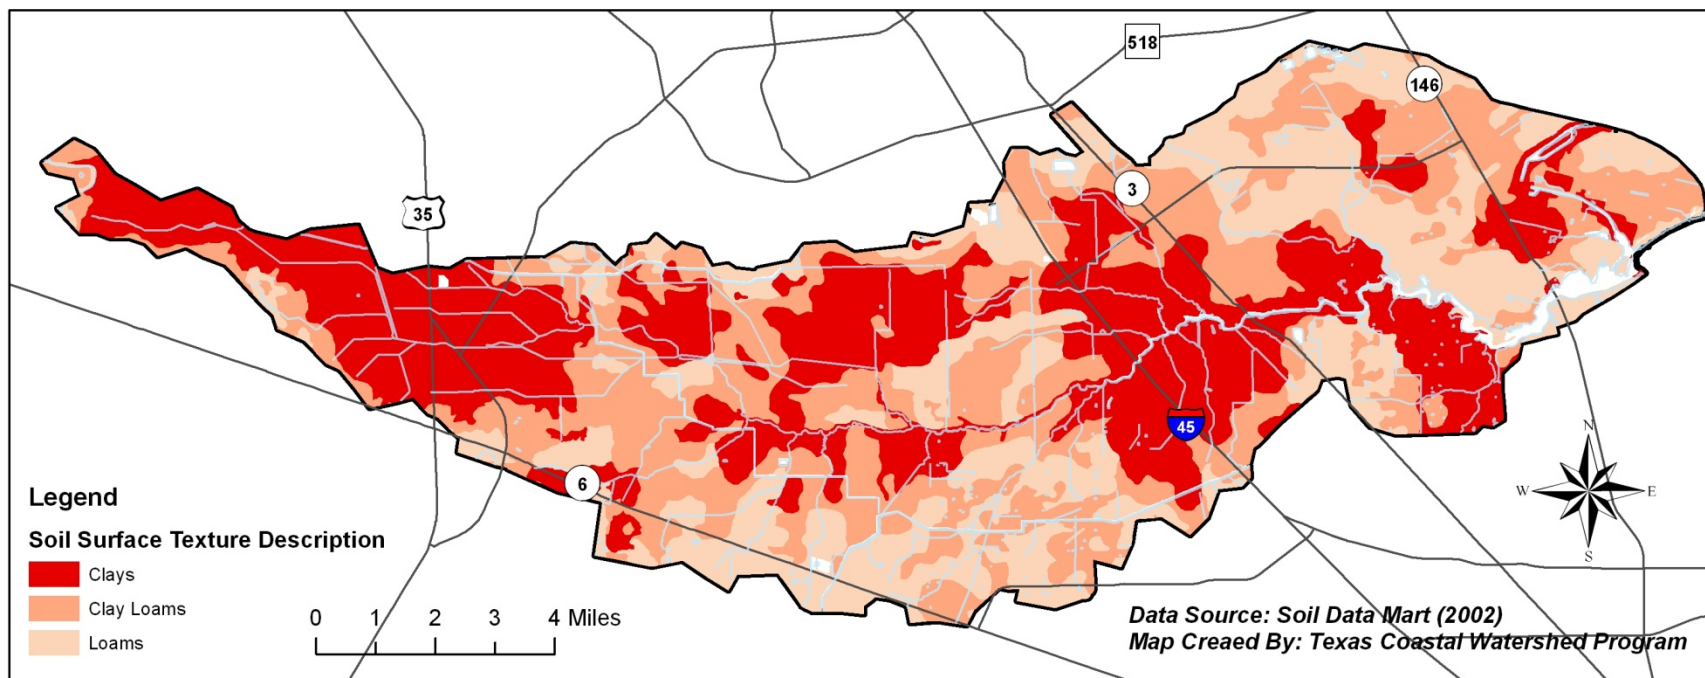 518
146
3
35
N
W
E
S
45
6
Legend
Soil Surface Texture Description
Clays
Clay Loams
Loams
0 1 2 3 4 Miles
Data Source: Soil Data Mart (2002)
Map Creaed By: Texas Coastal Watershed Program